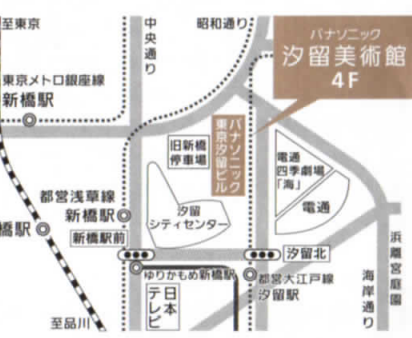 至東京
中央通り
昭和通り
パナソニック
汐留美術館
4F
東京メトロ銀座線
新橋駅
旧新橋
停車場
パナソニック
東京汐留ビル
電通
四季劇場
「海」
電通
都営浅草線
新橋駅
汐留
シティセンター
橋駅
新橋駅前
汐留北
浜離宮庭園
ゆりかもめ新橋駅
都営大江戸線
汐留駅
海岸通り
日本
テレビ
至品川